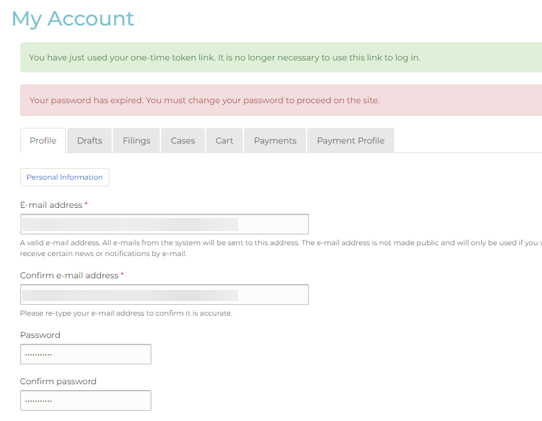 My Account
You have just used your one-time token link. It is no longer necessary to use this link to log in.
Your password has expired. You must change your password to proceed on the site.
Profile Drafts Filings Cases Cart Payments Payment Profile
Personal Information
E-mail address *
A valid e-mail address. All e-mails from the system will be sent to this address. The e-mail address is not made public and will only be used if you
receive certain news or notifications by e-mail.
Confirm e-mail address *
Please re-type your e-mail address to confirm it is accurate.
Password
•••••••••••
Confirm password
•••••••••••